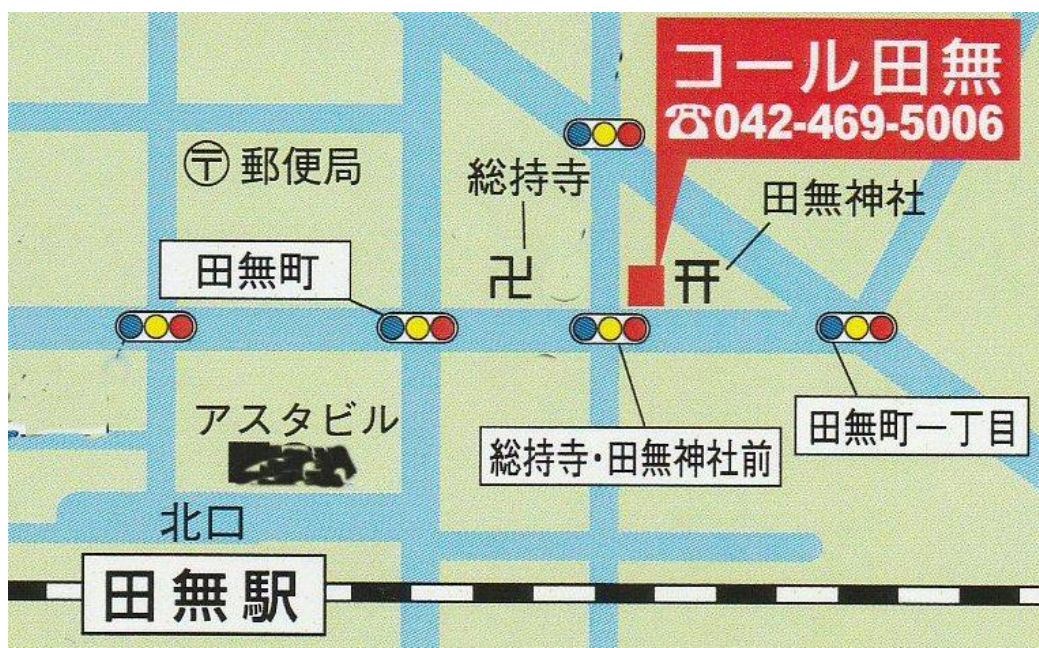 コール田無
☎042-469-5006
〒郵便局
総持寺
田無神社
田無町
アスタビル
総持寺・田無神社前
田無町一丁目
北口
田無駅